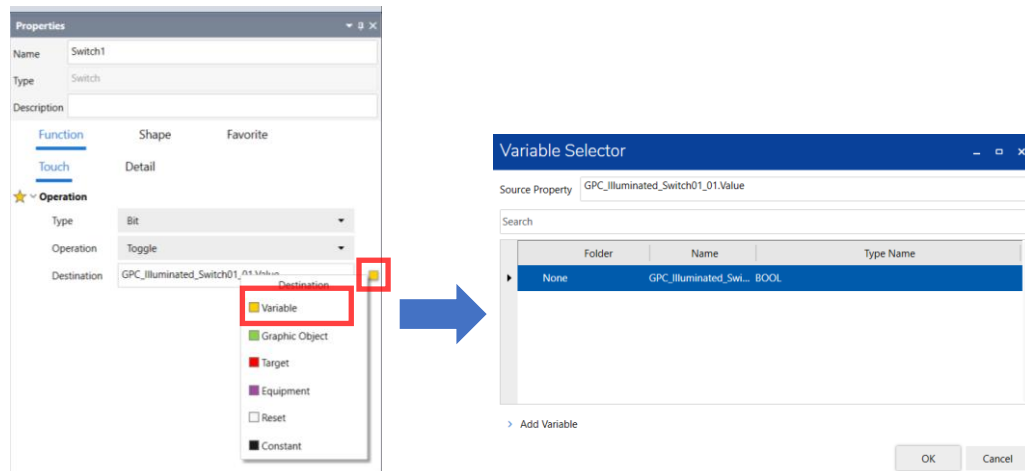 Properties
Name Switch1
Type Switch
Description
Function Shape Favorite
Touch Detail
Operation
Type Bit
Operation Toggle
Destination GPC_Illuminated_Switch01_01.Value
Destination
Variable
Graphic Object
Target
Equipment
Reset
Constant
Variable Selector
Source Property GPC_Illuminated_Switch01_01.Value
Search
Folder Name Type Name
None GPC_Illuminated_Swi... BOOL
Add Variable
OK Cancel